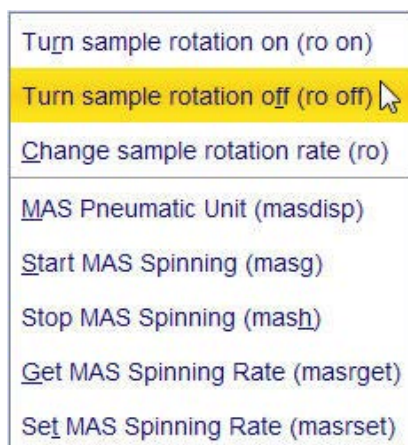 Turn sample rotation on (ro on)
Turn sample rotation off (ro off)
Change sample rotation rate (ro)
MAS Pneumatic Unit (masdisp)
Start MAS Spinning (masg)
Stop MAS Spinning (mash)
Get MAS Spinning Rate (masrget)
Set MAS Spinning Rate (masrset)